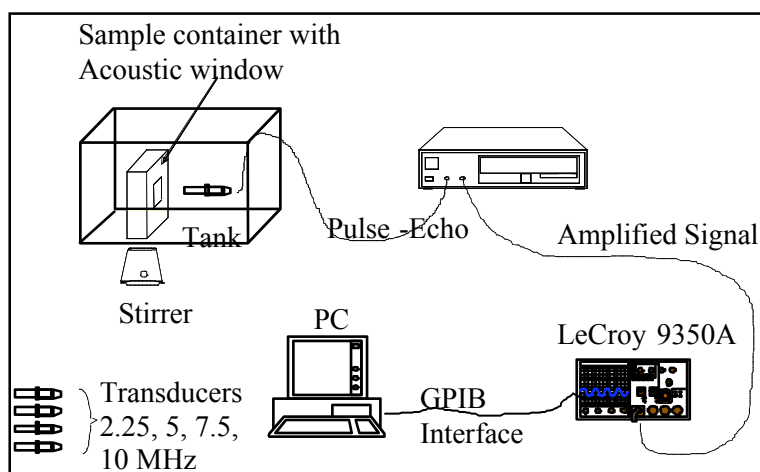 Sample container with
Acoustic window
Tank
Pulse -Echo
Amplified Signal
Stirrer
PC
LeCroy 9350A
Transducers
2.25, 5, 7.5,
10 MHz
GPIB
Interface